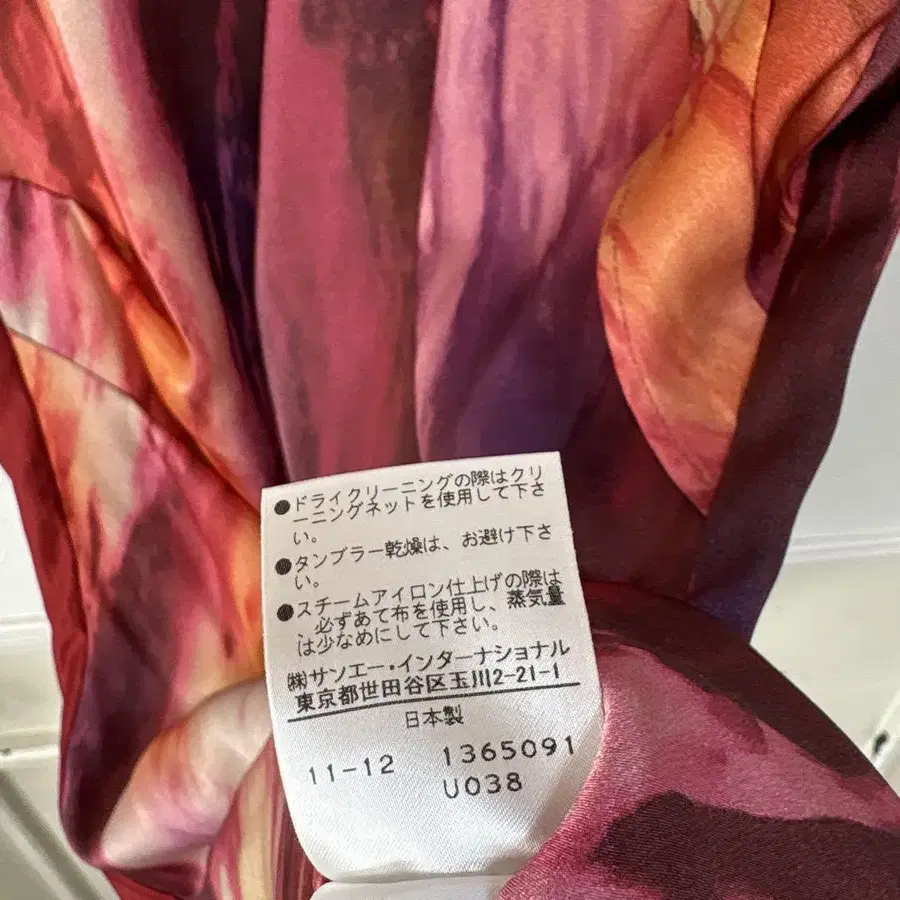 ●ドライクリーニングの際はクリ
ーニングネットを使用して下さ
い。
●タンブラー乾燥は、お避け下さ
い。
●スチームアイロン仕上げの際は
必ずあて布を使用し、蒸気量
は少なめにして下さい。
㈱サンエー・インターナショナル
東京都世田谷区玉川2-21-1
日本製
11-12 1365091
U038